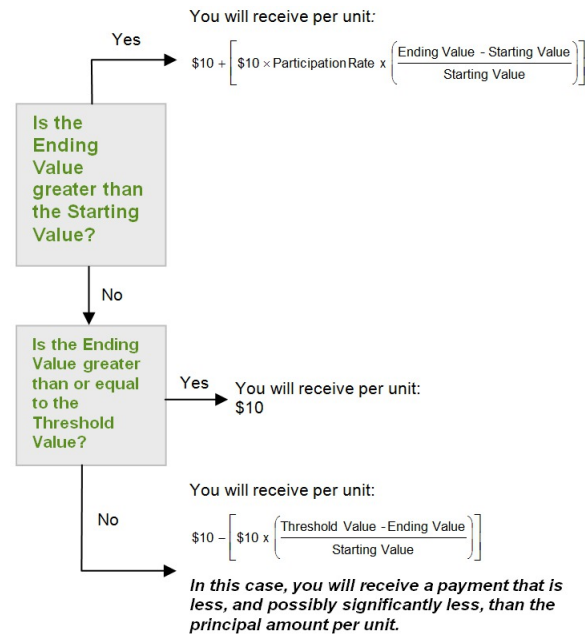 You will receive per unit:
Yes
$10 + [ $10 × Participation Rate x ( Ending Value - Starting Value
Starting Value ) ]
Is the
Ending
Value
greater than
the Starting
Value?
No
Is the Ending
Value greater
than or equal
to the
Threshold
Value?
Yes
You will receive per unit:
$10
No
You will receive per unit:
$10 – [ $10 x ( Threshold Value - Ending Value
Starting Value ) ]
In this case, you will receive a payment that is
less, and possibly significantly less, than the
principal amount per unit.